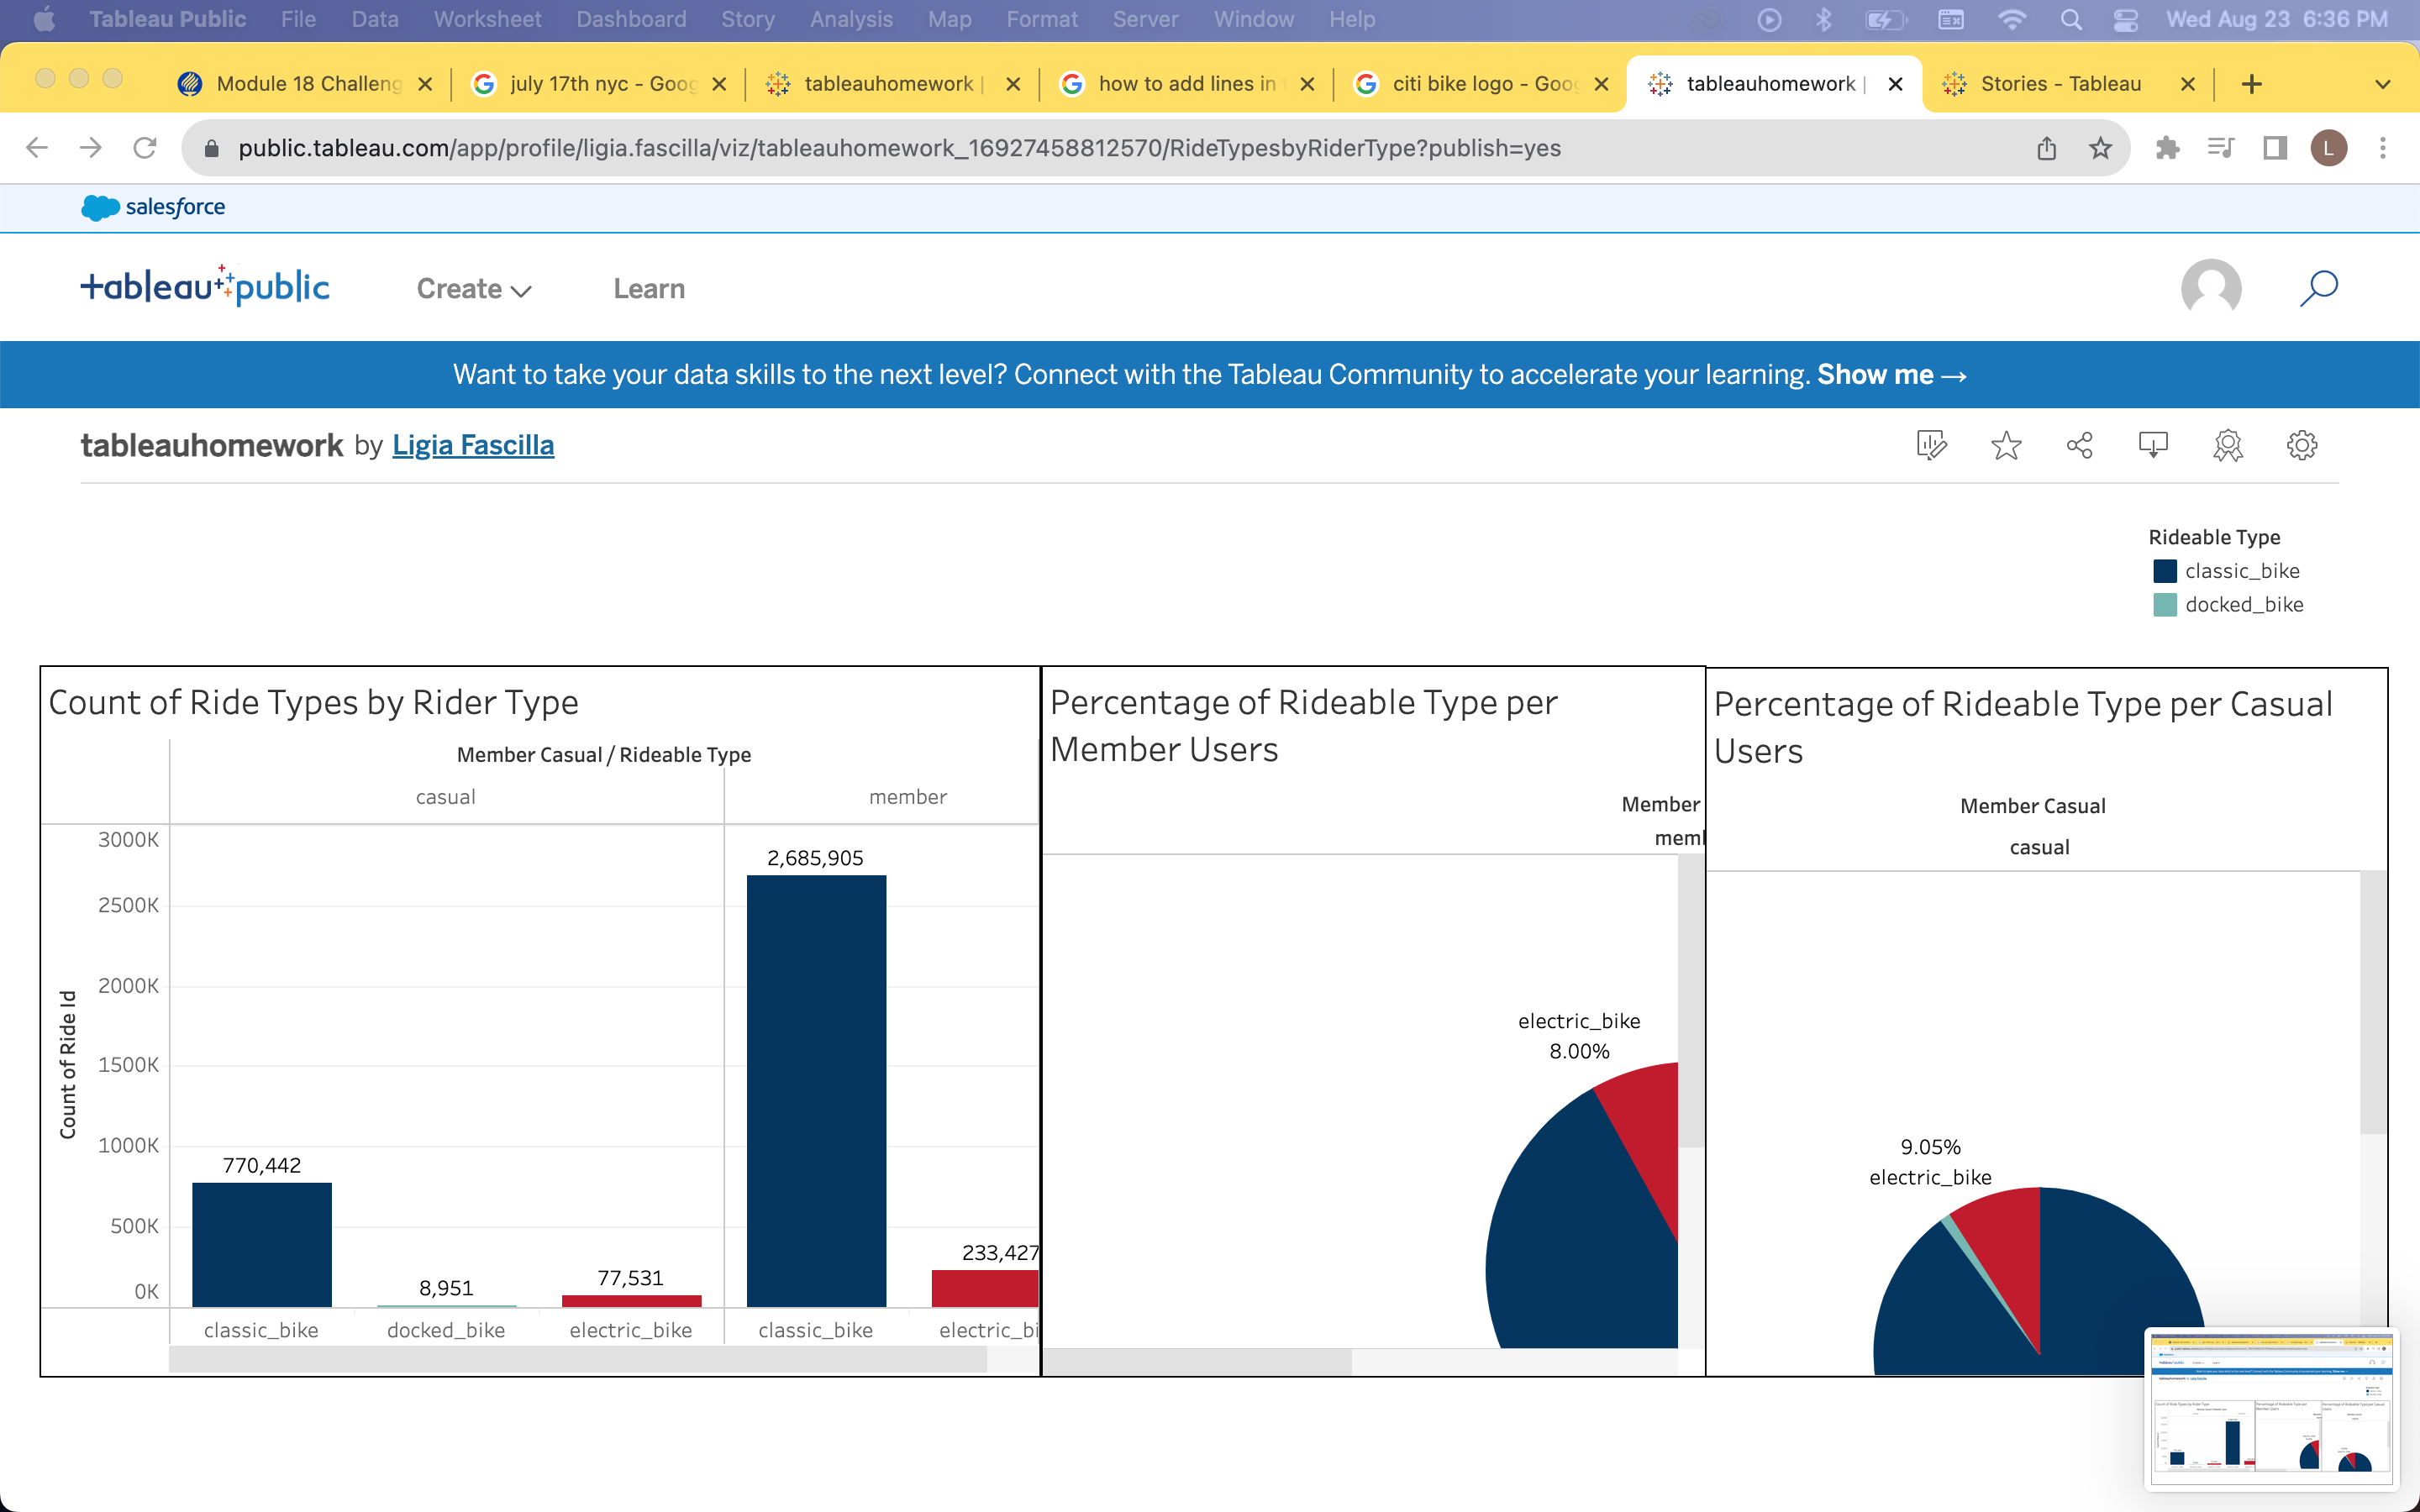 Tableau Public File Data Worksheet Dashboard Story Analysis Map Format Server Window Help Wed Aug 23 6:36 PM
Module 18 Challeng july 17th nyc - Goog tableauhomework | how to add lines in citi bike logo - Goog tableauhomework | Stories - Tableau
public.tableau.com/app/profile/ligia.fascilla/viz/tableauhomework_16927458812570/RideTypesbyRiderType?publish=yes L
salesforce
tableau public Create Learn
Want to take your data skills to the next level? Connect with the Tableau Community to accelerate your learning. Show me →
tableauhomework by Ligia Fascilla
Rideable Type
classic_bike
docked_bike
Count of Ride Types by Rider Type
Member Casual / Rideable Type
casual member
Count of Ride Id
3000K
2500K
2000K
1500K
1000K
500K
0K
770,442
8,951
77,531
2,685,905
233,427
classic_bike docked_bike electric_bike classic_bike electric_bi
Percentage of Rideable Type per
Member Users
Member
mem
electric_bike
8.00%
Percentage of Rideable Type per Casual
Users
Member Casual
casual
9.05%
electric_bike